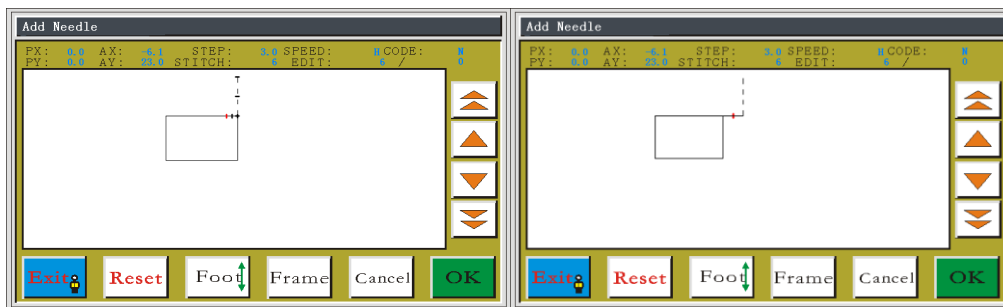 Add Needle
PX: 0.0 AX: -6.1 STEP: 3.0 SPEED: H CODE: N
PY: 0.0 AY: 23.0 STITCH: 6 EDIT: 6 / 0
Exit Reset Foot Frame Cancel OK
Add Needle
PX: 0.0 AX: -6.1 STEP: 3.0 SPEED: H CODE: N
PY: 0.0 AY: 23.0 STITCH: 6 EDIT: 6 / 0
Exit Reset Foot Frame Cancel OK